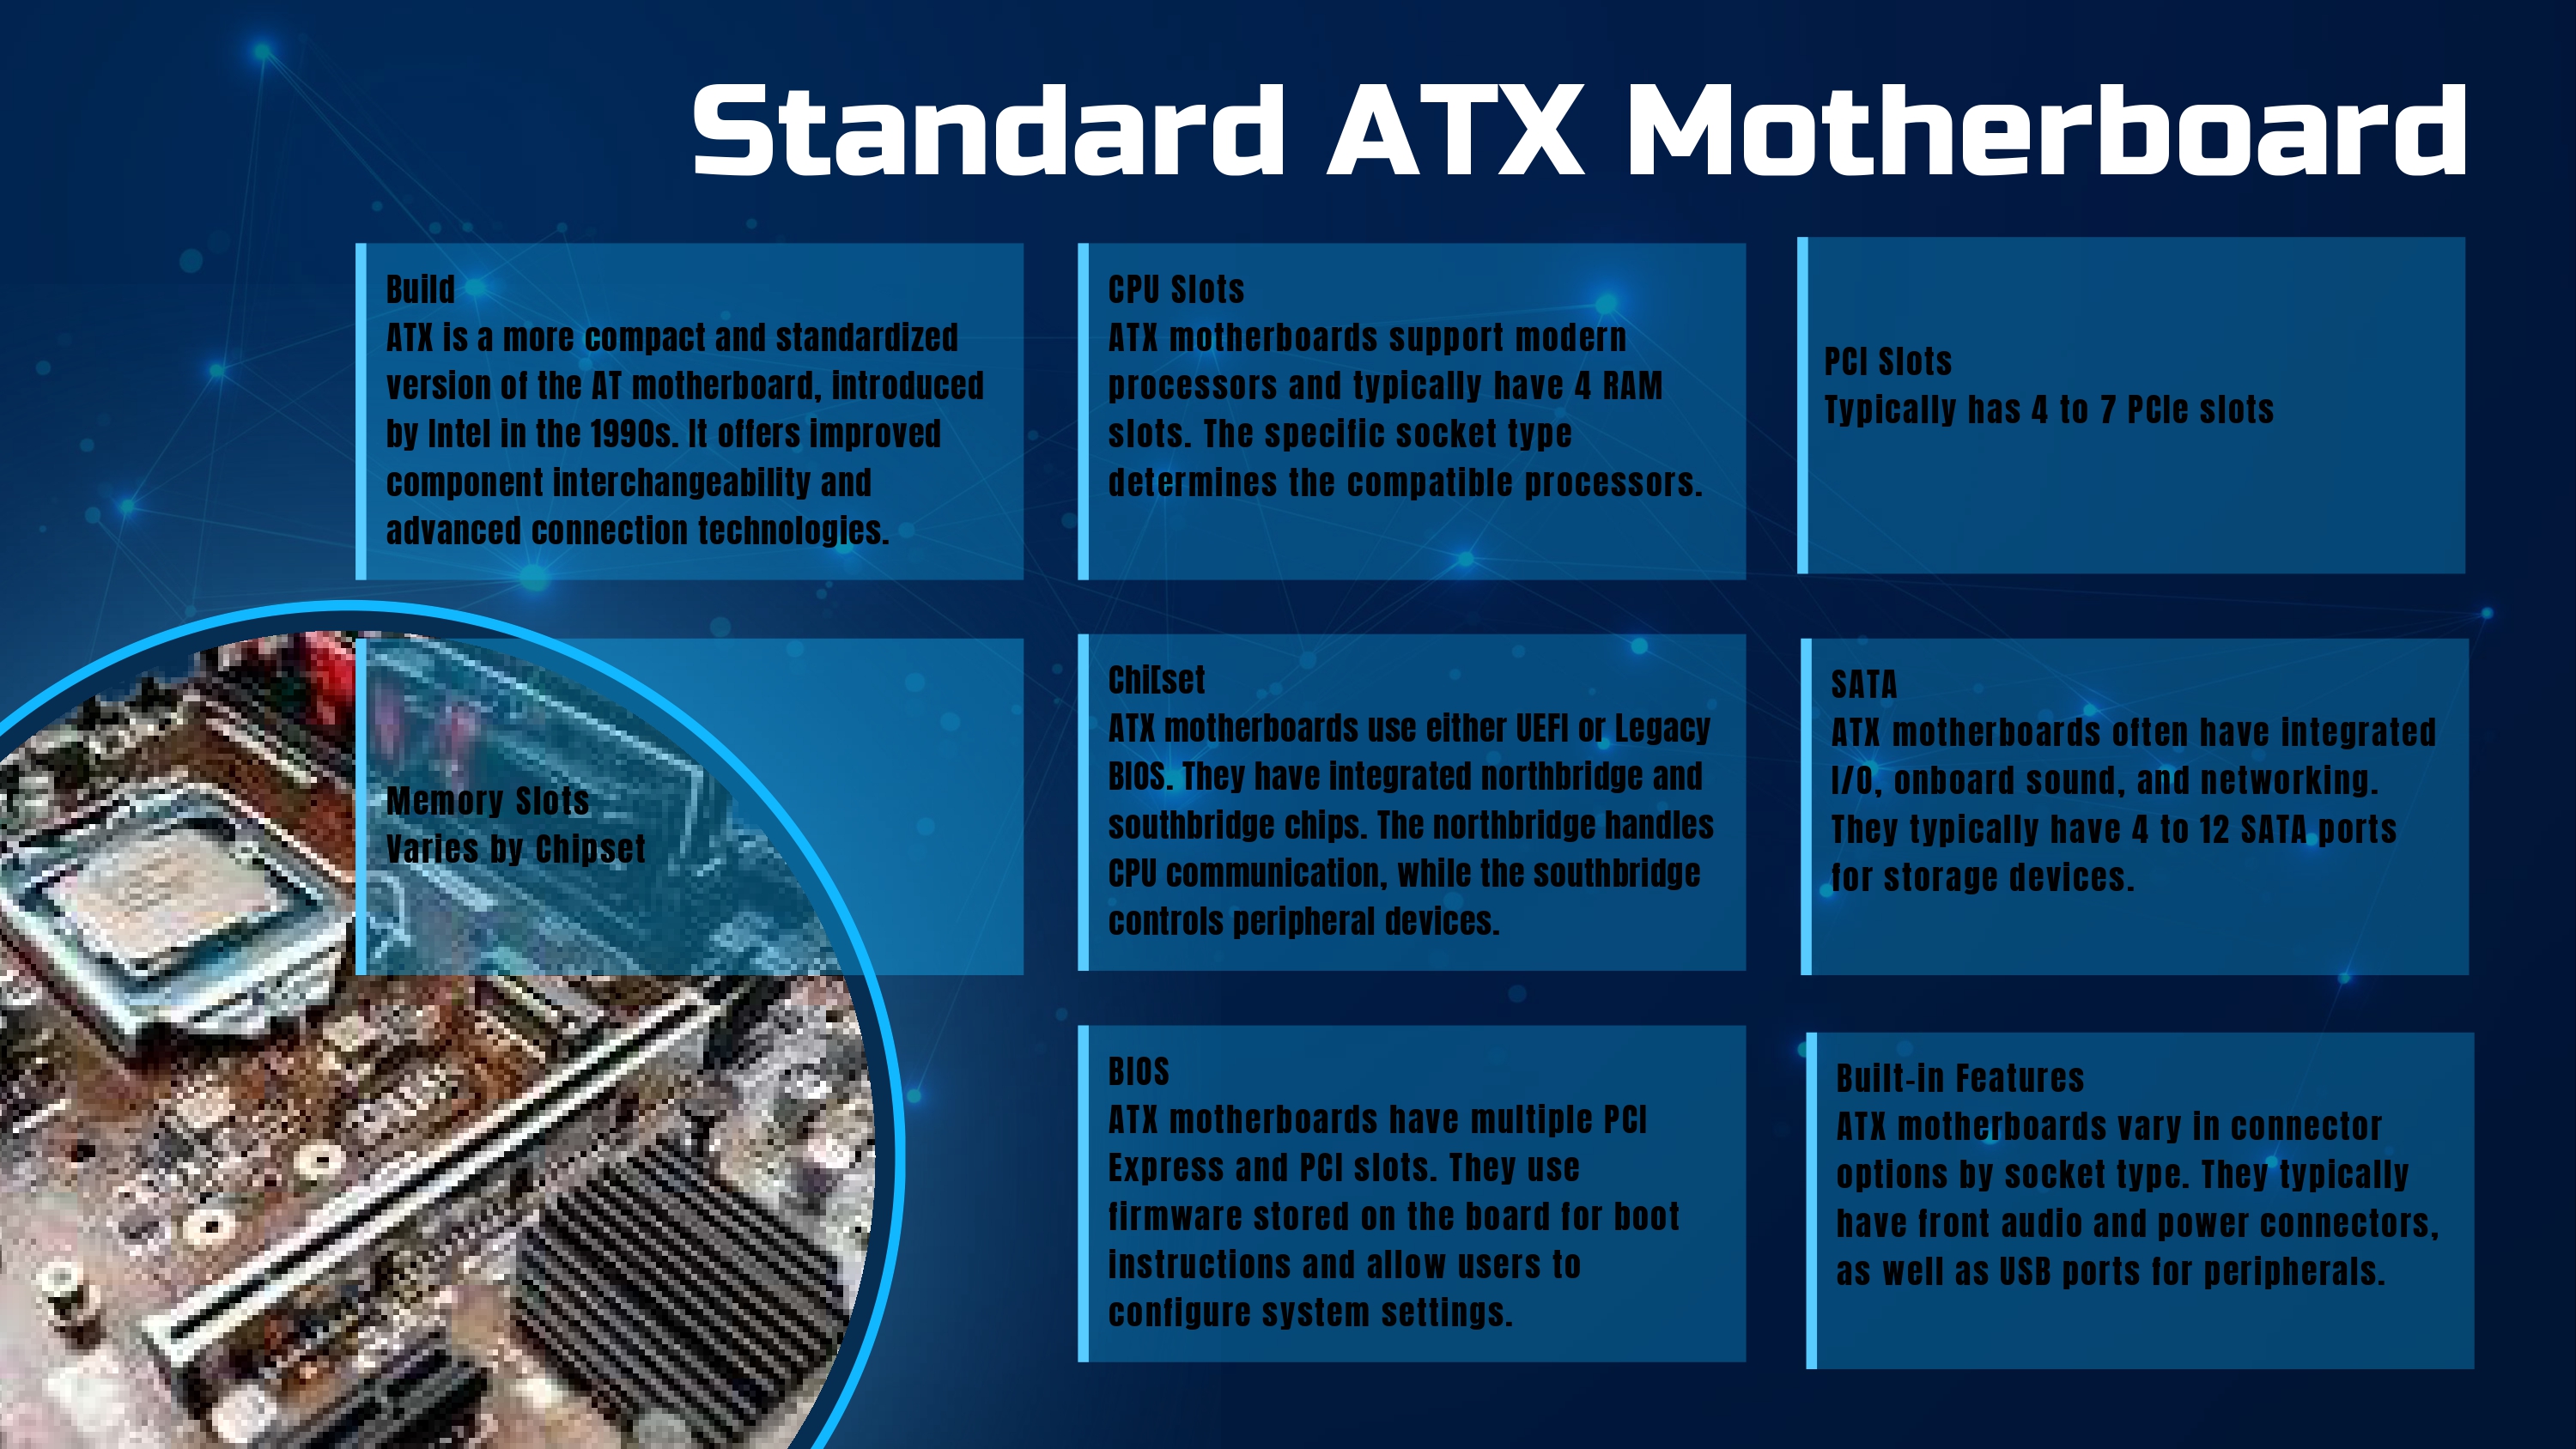 Standard ATX Motherboard
Build
ATX is a more compact and standardized
version of the AT motherboard, introduced
by Intel in the 1990s. It offers improved
component interchangeability and
advanced connection technologies.
CPU Slots
ATX motherboards support modern
processors and typically have 4 RAM
slots. The specific socket type
determines the compatible processors.
PCI Slots
Typically has 4 to 7 PCIe slots
Memory Slots
Varies by Chipset
Chi[set
ATX motherboards use either UEFI or Legacy
BIOS. They have integrated northbridge and
southbridge chips. The northbridge handles
CPU communication, while the southbridge
controls peripheral devices.
SATA
ATX motherboards often have integrated
I/O, onboard sound, and networking.
They typically have 4 to 12 SATA ports
for storage devices.
BIOS
ATX motherboards have multiple PCI
Express and PCI slots. They use
firmware stored on the board for boot
instructions and allow users to
configure system settings.
Built-in Features
ATX motherboards vary in connector
options by socket type. They typically
have front audio and power connectors,
as well as USB ports for peripherals.